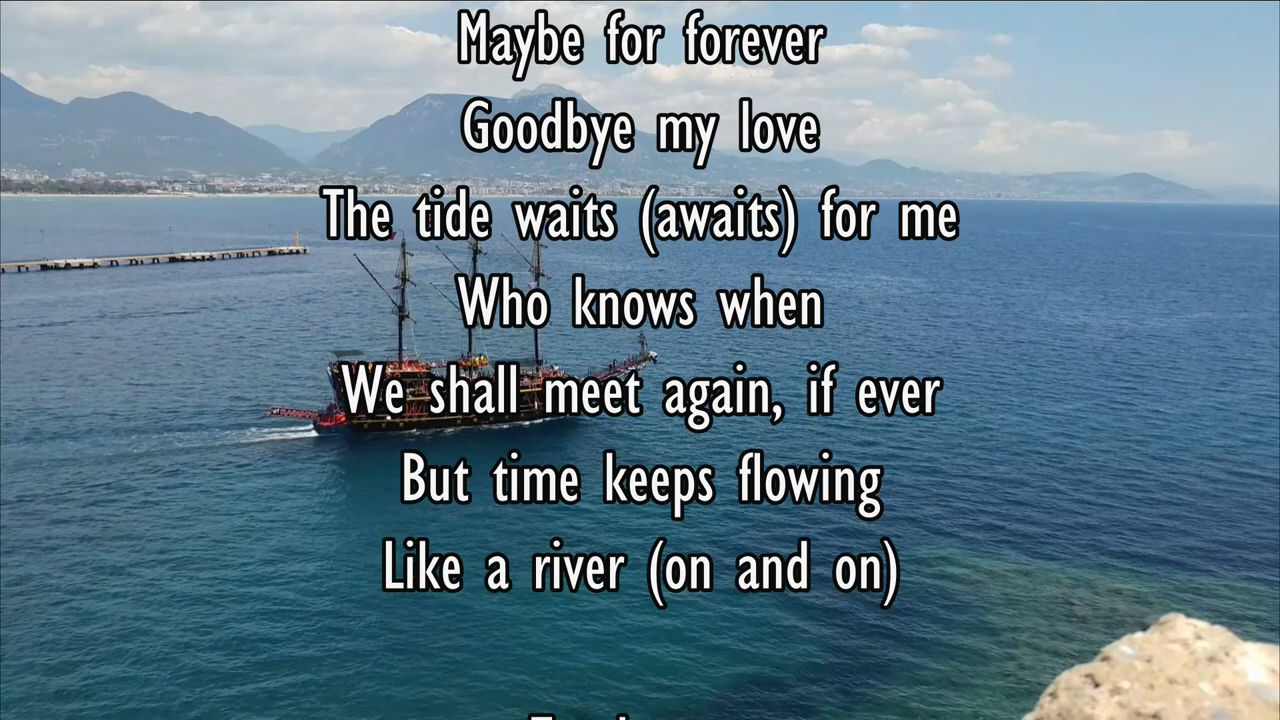 Maybe for forever
Goodbye my love
The tide waits (awaits) for me
Who knows when
We shall meet again, if ever
But time keeps flowing
Like a river (on and on)